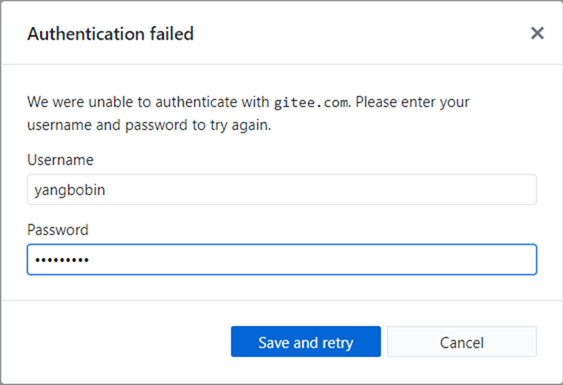 Authentication failed
We were unable to authenticate with gitee.com. Please enter your
username and password to try again.
Username
yangbobin
Password
•••••••••
Save and retry
Cancel